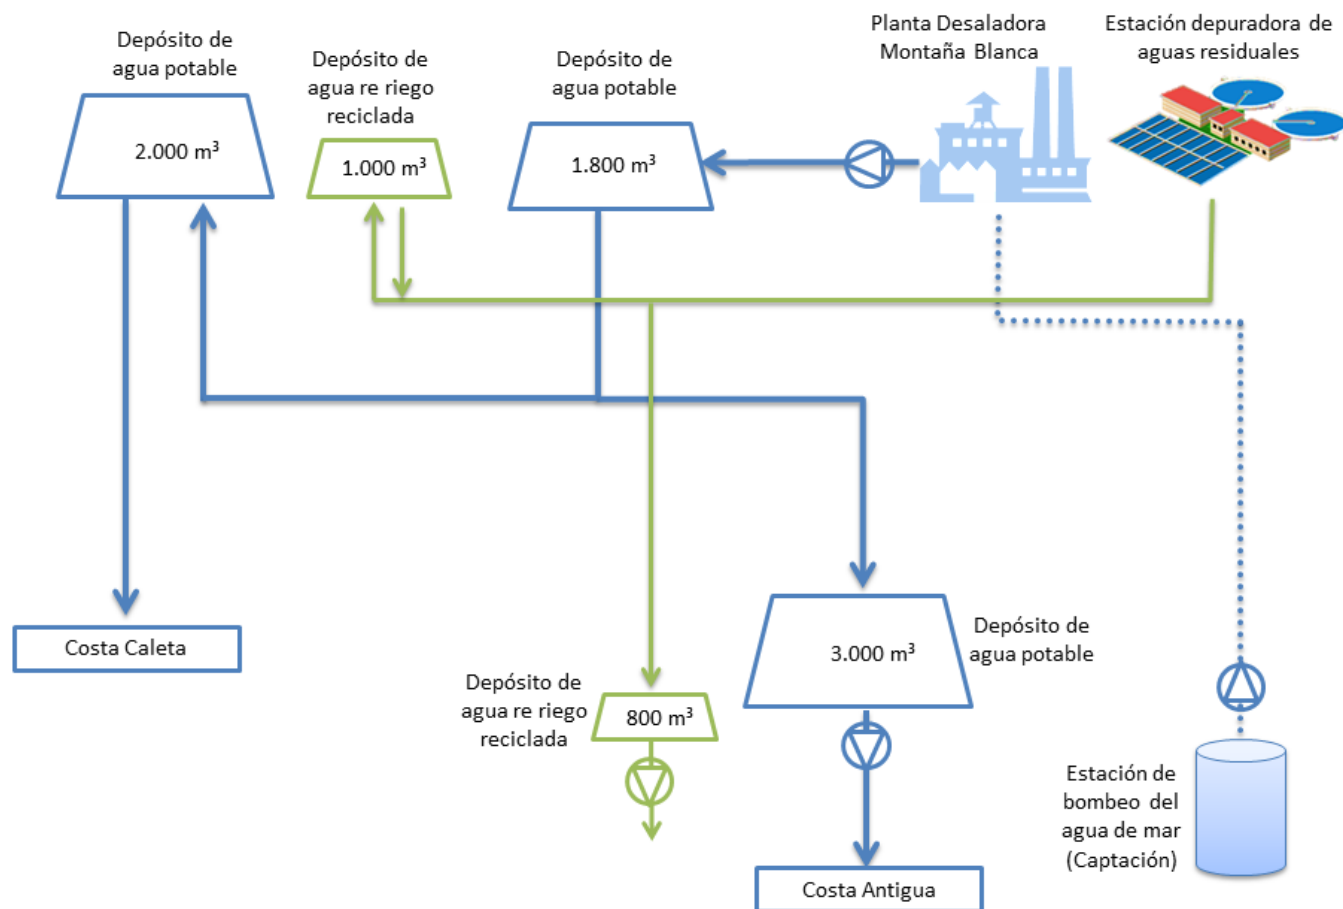 Depósito de
agua potable
2.000 m³
Depósito de
agua re riego
reciclada
1.000 m³
Depósito de
agua potable
1.800 m³
Planta Desaladora
Montaña Blanca
Estación depuradora de
aguas residuales
Costa Caleta
Depósito de
agua re riego
reciclada
800 m³
3.000 m³
Depósito de
agua potable
Costa Antigua
Estación de
bombeo del
agua de mar
(Captación)